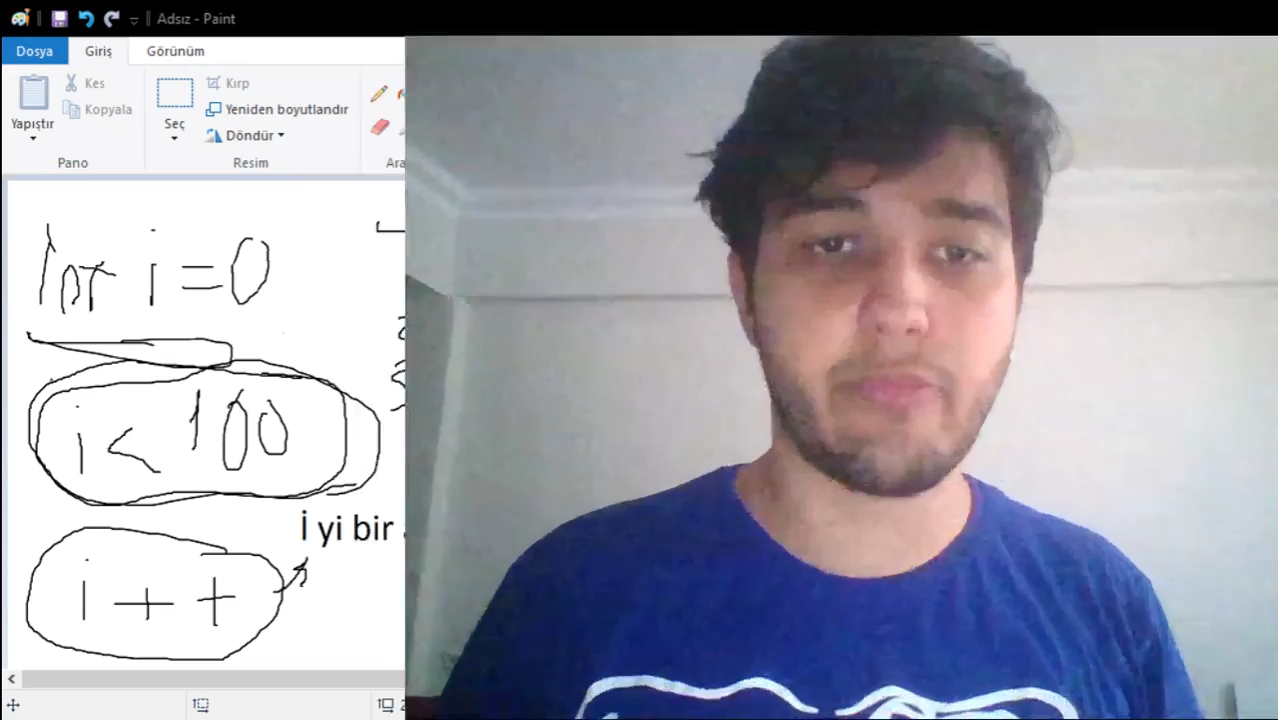 Adsız - Paint
Dosya Giriş Görünüm
Yapıştır
Kes
Kopyala
Pano
Seç
Kırp
Yeniden boyutlandır
Döndür
Resim
Ara
int i = 0
i < 100
İ yi bir
i + +